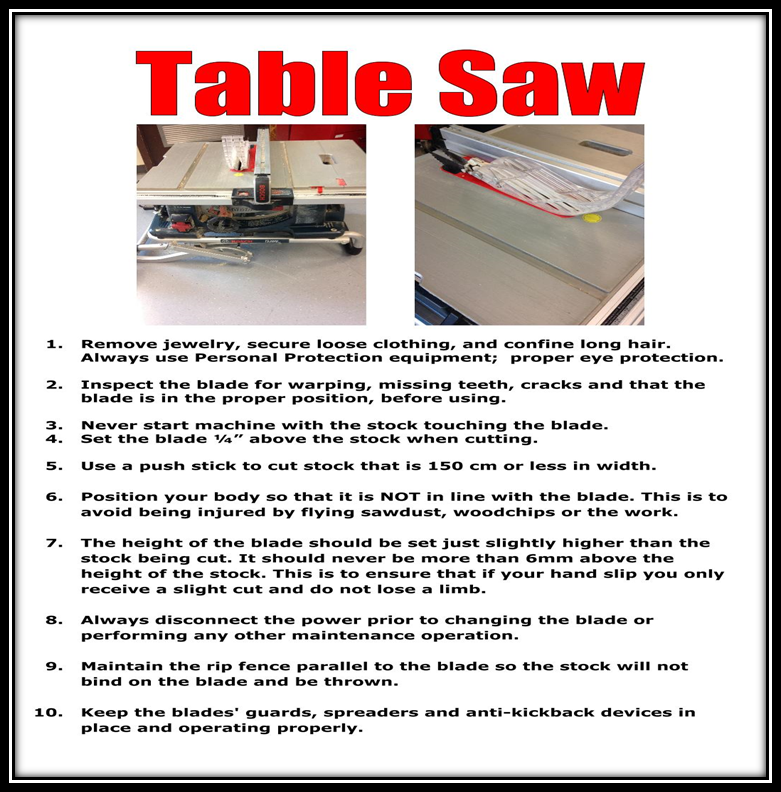 Table Saw
1. Remove jewelry, secure loose clothing, and confine long hair.
Always use Personal Protection equipment;  proper eye protection.
2. Inspect the blade for warping, missing teeth, cracks and that the
blade is in the proper position, before using.
3. Never start machine with the stock touching the blade.
4. Set the blade ¼” above the stock when cutting.
5. Use a push stick to cut stock that is 150 cm or less in width.
6. Position your body so that it is NOT in line with the blade. This is to
avoid being injured by flying sawdust, woodchips or the work.
7. The height of the blade should be set just slightly higher than the
stock being cut. It should never be more than 6mm above the
height of the stock. This is to ensure that if your hand slip you only
receive a slight cut and do not lose a limb.
8. Always disconnect the power prior to changing the blade or
performing any other maintenance operation.
9. Maintain the rip fence parallel to the blade so the stock will not
bind on the blade and be thrown.
10. Keep the blades' guards, spreaders and anti-kickback devices in
place and operating properly.